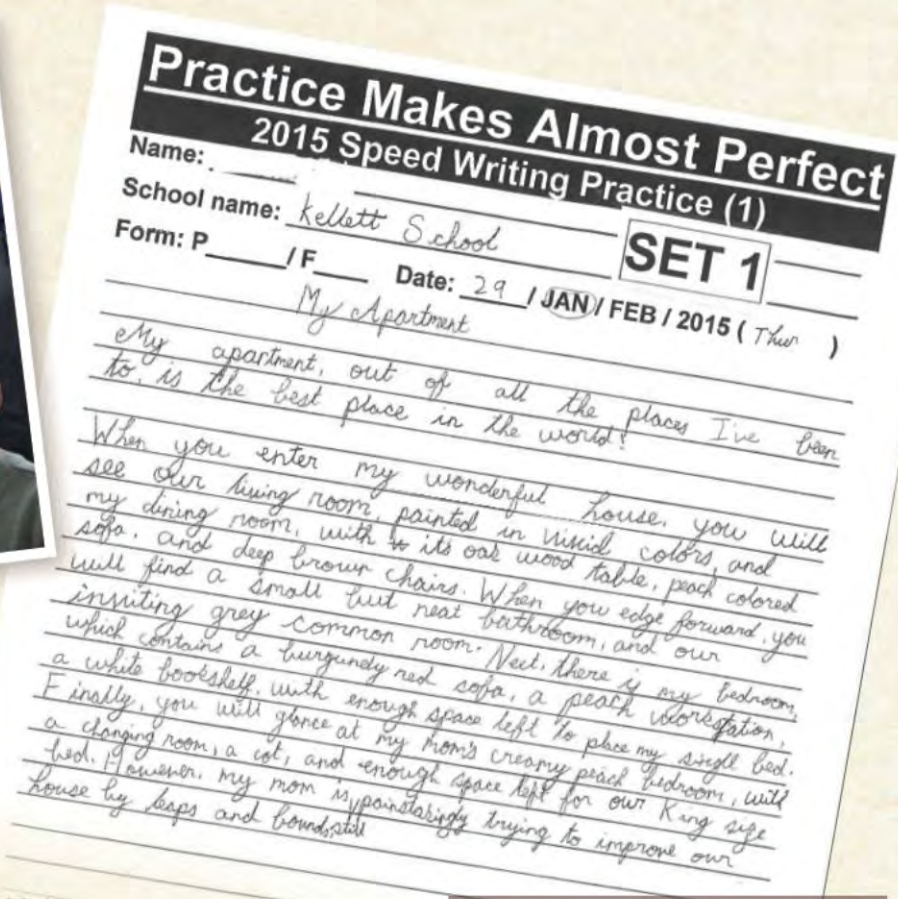 Practice Makes Almost Perfect
2015 Speed Writing Practice (1)
Name:
School name: Kellett School
SET 1
Form: P____ / F____ Date: 29 / JAN / FEB / 2015 ( Thur )
My Apartment
My apartment, out of all the places I've been
to, is the best place in the world!
When you enter my wonderful house, you will
see our living room, painted in vivid colors, and
my dining room, with its oak wood table, peach colored
sofa, and deep brown chairs. When you edge forward, you
will find a small but neat bathroom, and our
inviting grey common room. Next, there is my bedroom,
which contains a burgundy red sofa, a peach workstation,
a white bookshelf, with enough space left to place my single bed.
Finally, you will glance at my mom's creamy peach bedroom, with
a changing room, a cot, and enough space left for our King size
bed. However, my mom is painstakingly trying to improve our
house by leaps and bounds still